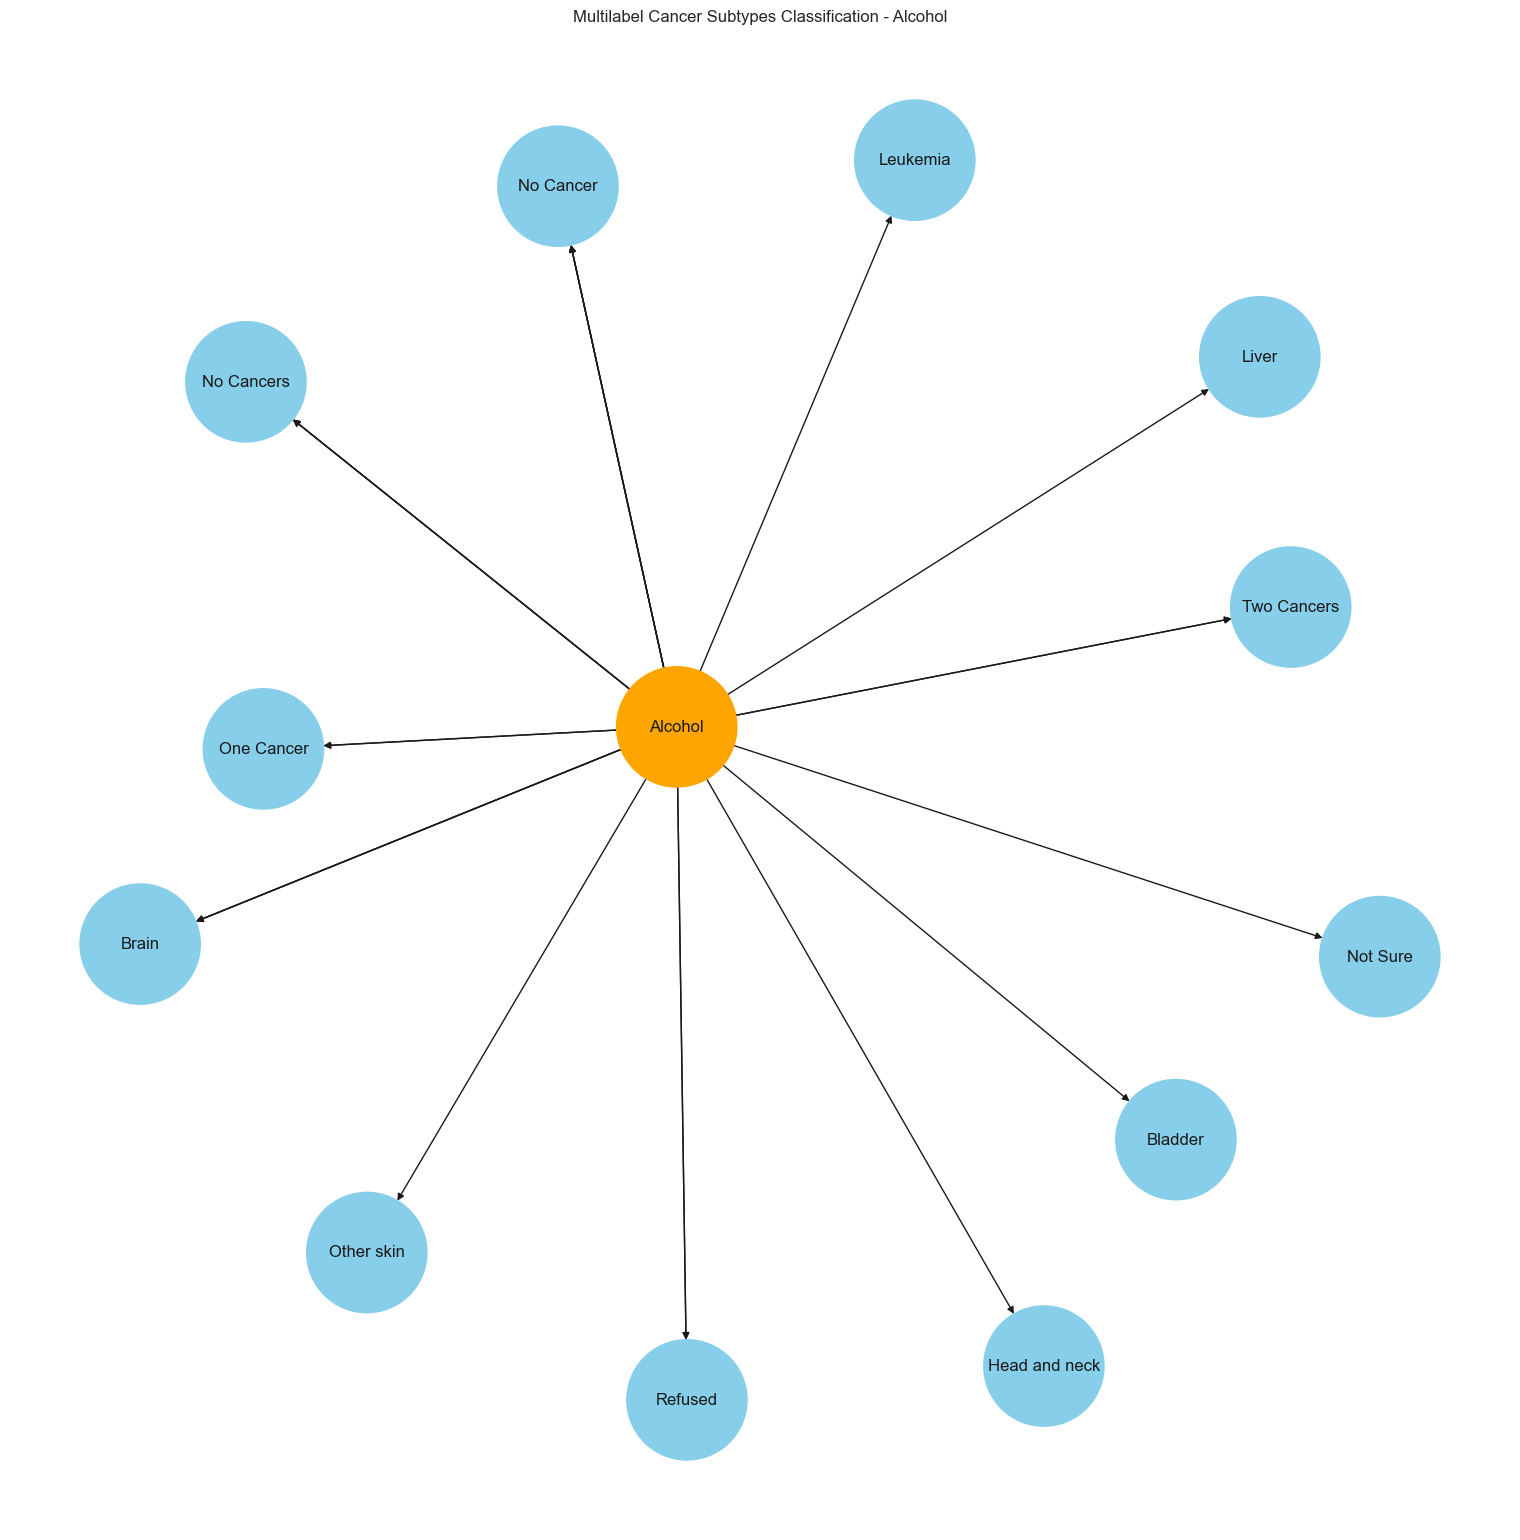 Multilabel Cancer Subtypes Classification - Alcohol
Leukemia
No Cancer
Liver
No Cancers
Two Cancers
Alcohol
One Cancer
Brain
Not Sure
Bladder
Other skin
Head and neck
Refused